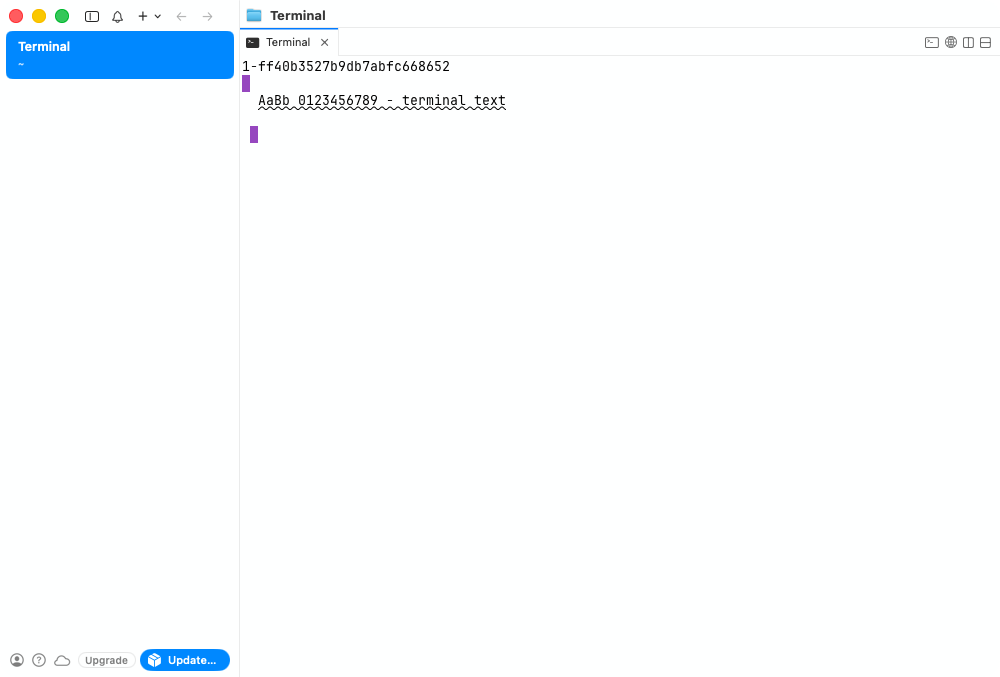 Terminal
Terminal
~
Terminal
1-ff40b3527b9db7abfc668652
AaBb 0123456789 - terminal text
Upgrade
Update...